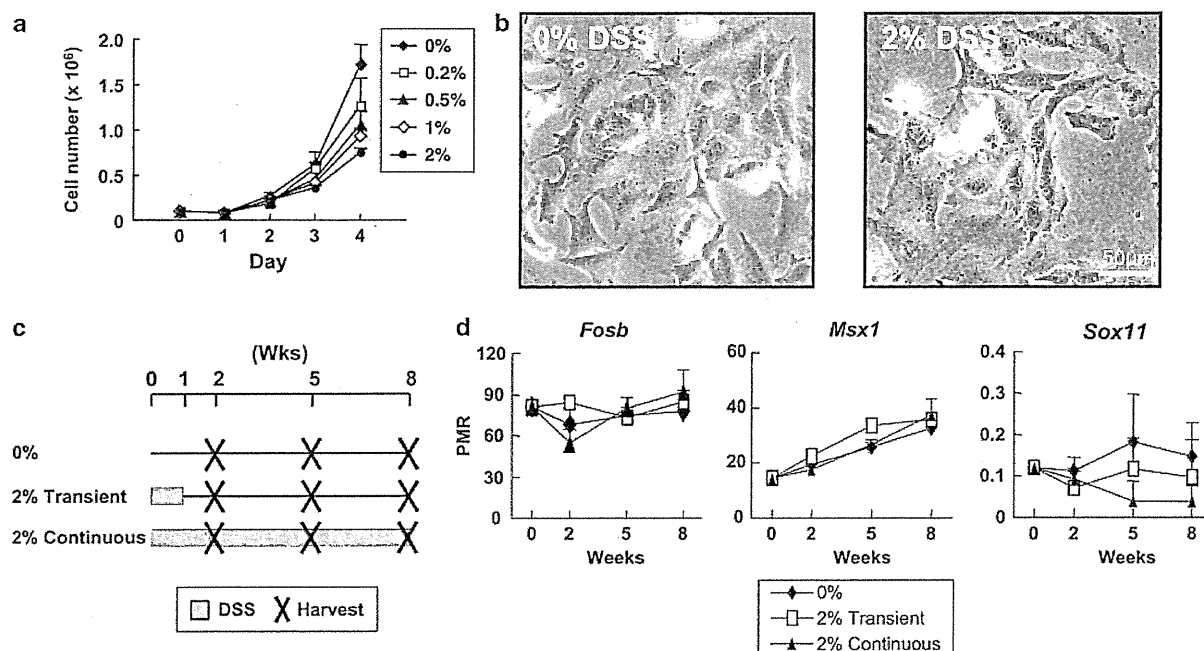 a
Cell number (x 10⁶)
2.0
1.5
1.0
0.5
0
0 1 2 3 4
Day
0%
0.2%
0.5%
1%
2%
b
0% DSS
2% DSS
50μm
c
(Wks)
0 1 2 5 8
0%
2% Transient
2% Continuous
DSS Harvest
d
Fosb
PMR
120
90
60
30
0 2 5 8
Weeks
Msx1
60
40
20
0
0 2 5 8
Weeks
Sox11
0.4
0.3
0.2
0.1
0
0 2 5 8
Weeks
0%
2% Transient
2% Continuous